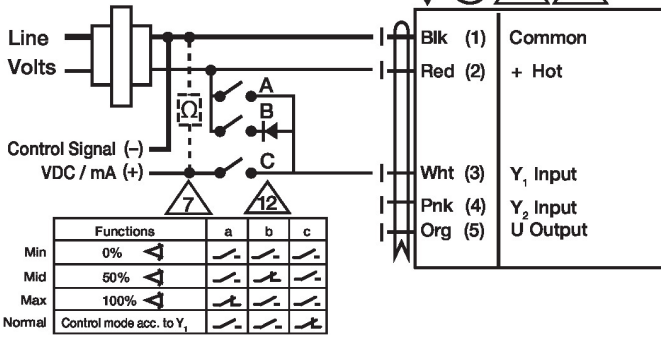 Line
Volts
Blk (1) Common
Red (2) + Hot
A
Ω
B
Control Signal (–)
VDC / mA (+)
C
Wht (3) Y1 Input
7
12
Pnk (4) Y2 Input
Org (5) U Output
Functions a b c
Min 0%
Mid 50%
Max 100%
Normal Control mode acc. to Y1